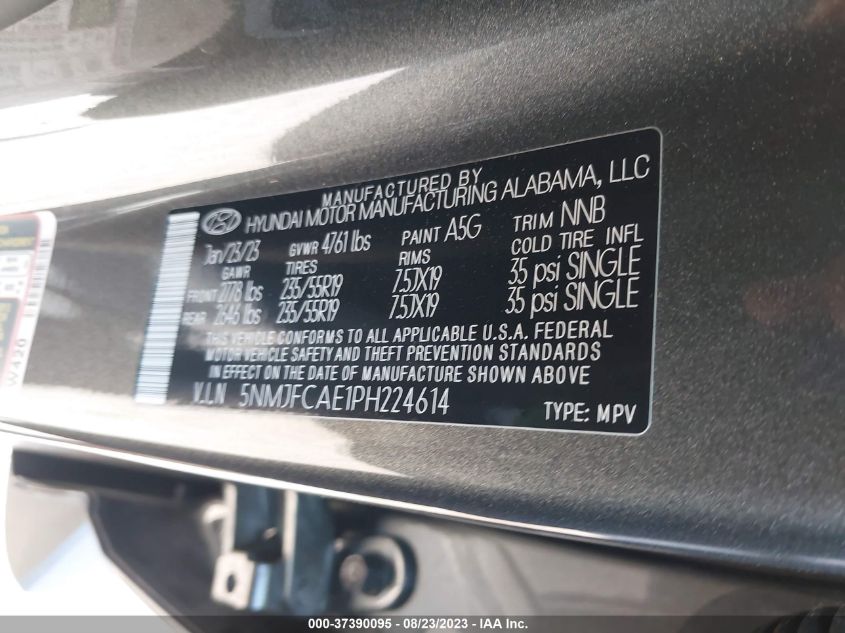 MANUFACTURED BY
HYUNDAI MOTOR MANUFACTURING ALABAMA, LLC
Jan/23/23 GVWR 4761 lbs PAINT A5G TRIM NNB
GAWR TIRES RIMS COLD TIRE INFL
FRONT 2778 lbs 235/55R19 7.5JX19 35 psi SINGLE
REAR 2646 lbs 235/55R19 7.5JX19 35 psi SINGLE
THIS VEHICLE CONFORMS TO ALL APPLICABLE U.S.A. FEDERAL
MOTOR VEHICLE SAFETY AND THEFT PREVENTION STANDARDS
IN EFFECT ON THE DATE OF MANUFACTURE SHOWN ABOVE
V.I.N 5NMJFCAE1PH224614 TYPE: MPV
W420
000-37390095 - 08/23/2023 - IAA Inc.